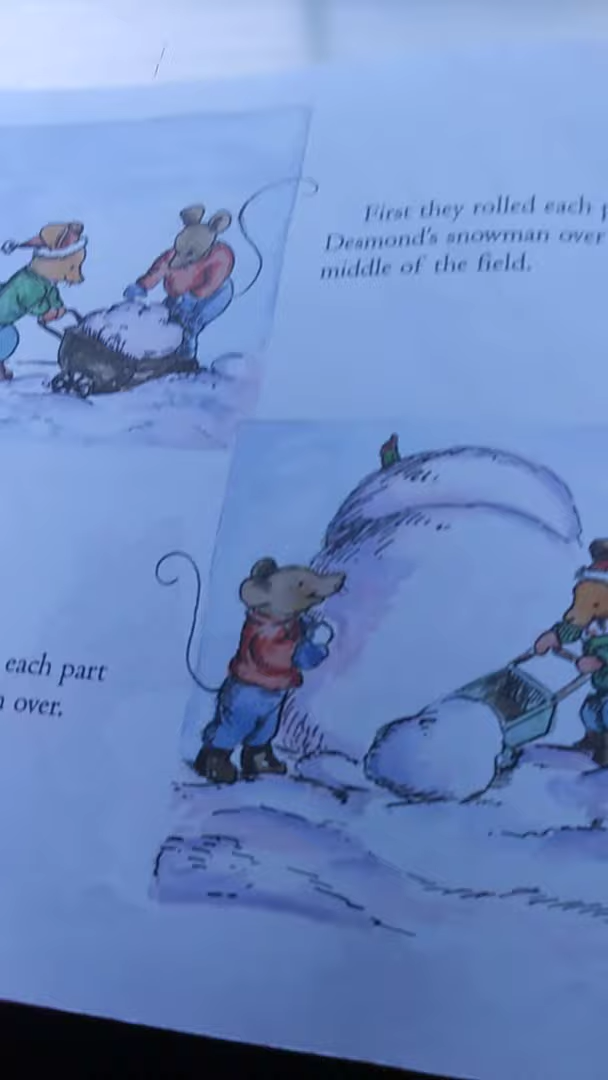 First they rolled each
Desmond's snowman over
middle of the field.
each part
over.